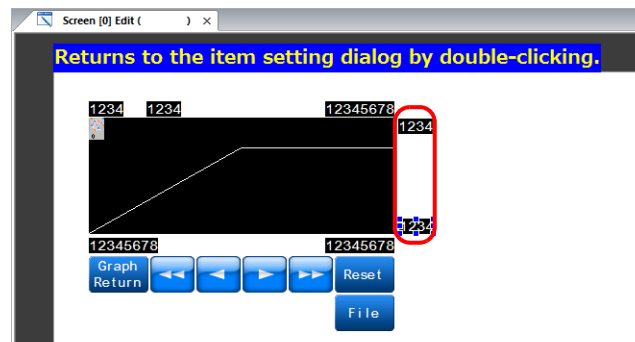 Screen [0] Edit ( ) ×
Returns to the item setting dialog by double-clicking.
1234 1234 12345678
1234
0
1234
12345678 12345678
Graph
Return
Reset
File